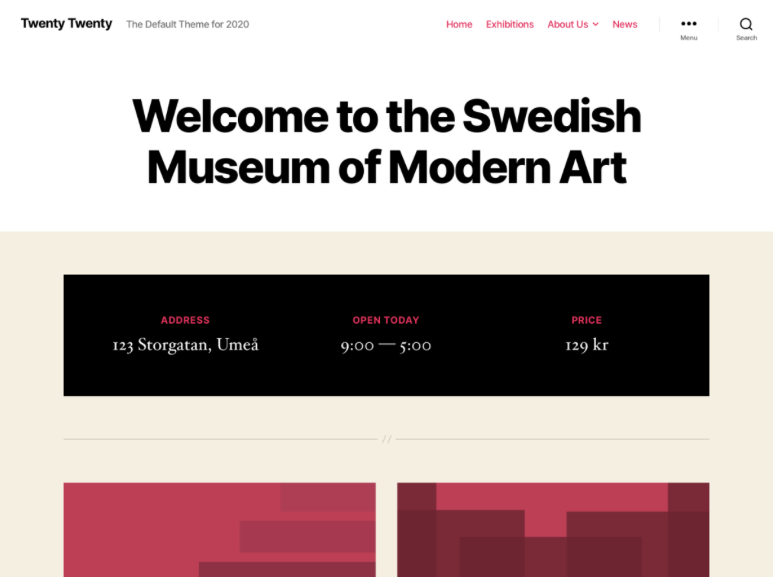 Twenty Twenty The Default Theme for 2020 Home Exhibitions About Us News
Menu Search
Welcome to the Swedish
Museum of Modern Art
ADDRESS OPEN TODAY PRICE
123 Storgatan, Umeå 9:00 — 5:00 129 kr
//